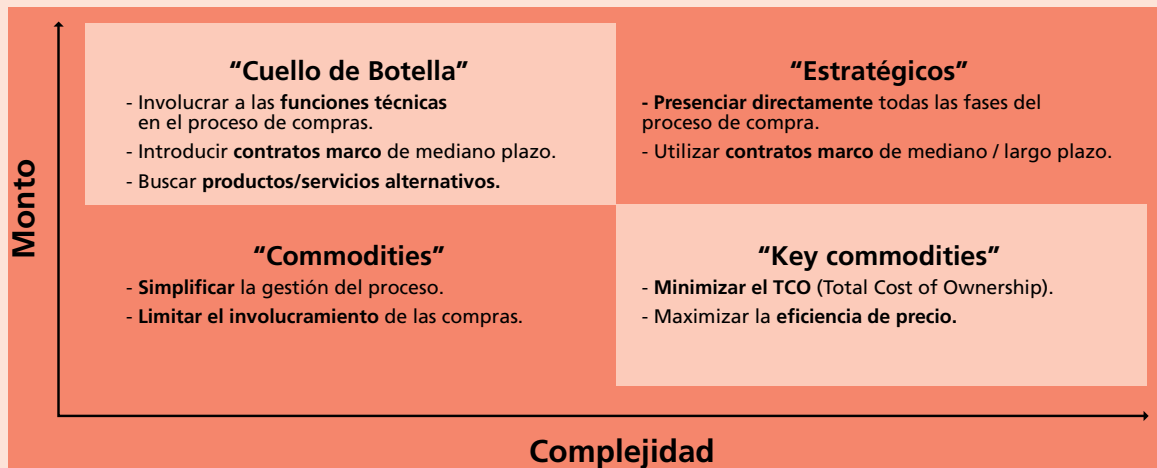 Monto
"Cuello de Botella"
- Involucrar a las funciones técnicas
en el proceso de compras.
- Introducir contratos marco de mediano plazo.
- Buscar productos/servicios alternativos.
"Estratégicos"
- Presenciar directamente todas las fases del
proceso de compra.
- Utilizar contratos marco de mediano / largo plazo.
"Commodities"
- Simplificar la gestión del proceso.
- Limitar el involucramiento de las compras.
"Key commodities"
- Minimizar el TCO (Total Cost of Ownership).
- Maximizar la eficiencia de precio.
Complejidad